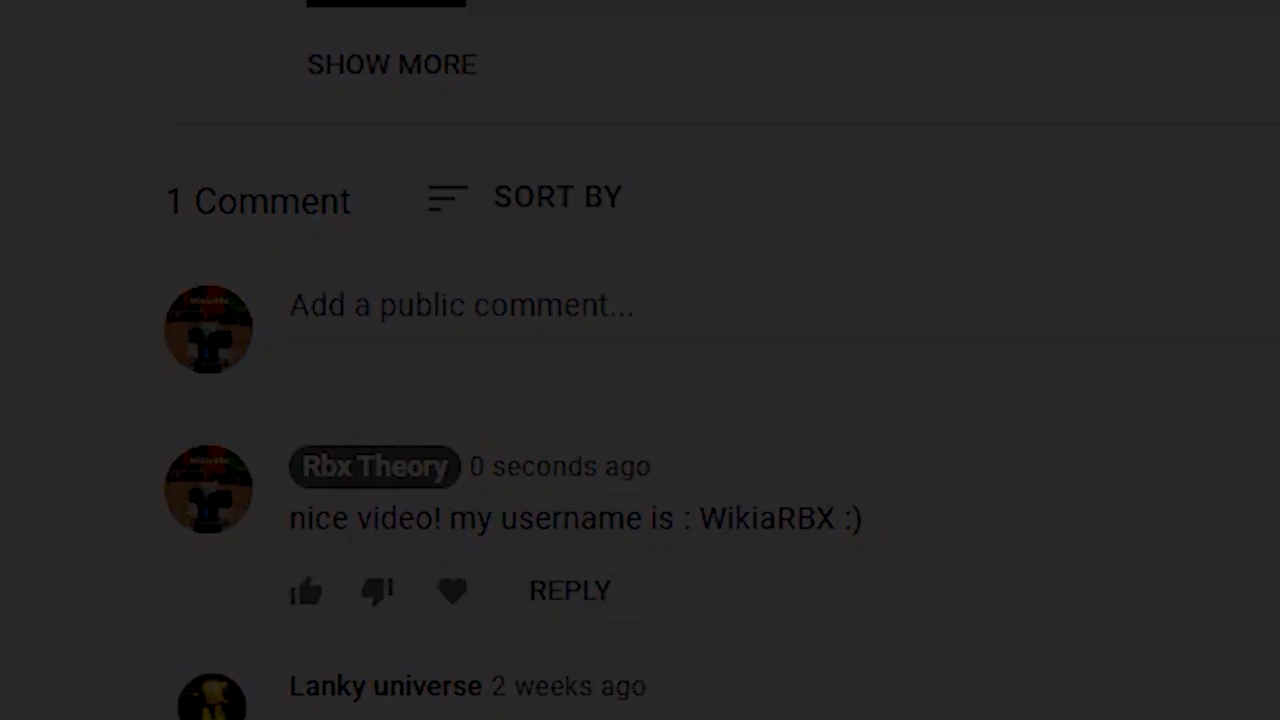 SHOW MORE
1 Comment
SORT BY
Add a public comment...
Rbx Theory 0 seconds ago
nice video! my username is : WikiaRBX :)
REPLY
Lanky universe 2 weeks ago